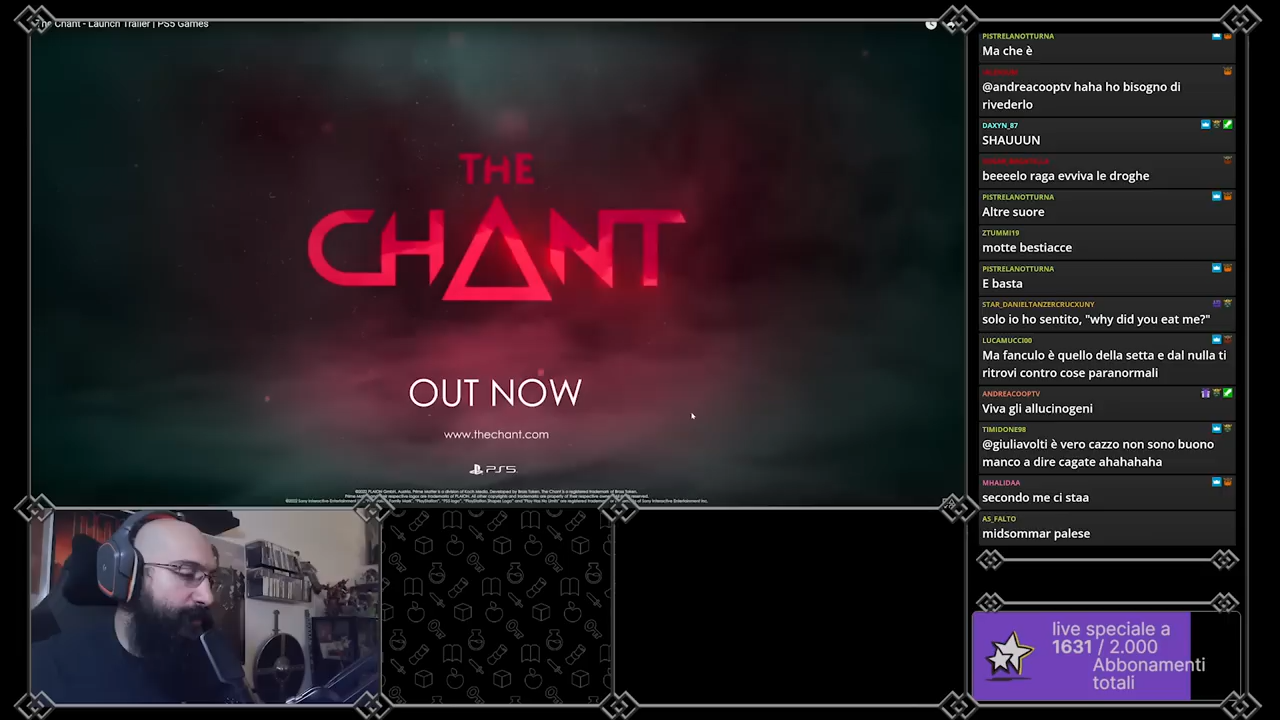 The Chant - Launch Trailer | PS5 Games
THE
CHANT
OUT NOW
www.thechant.com
PS5
PISTRELANOTTURNA
Ma che è
@andreacooptv haha ho bisogno di
rivederlo
DAXYN_87
SHAUUUN
beeeelo raga evviva le droghe
PISTRELANOTTURNA
Altre suore
ZTUMMI19
motte bestiacce
PISTRELANOTTURNA
E basta
STAR_DANIELTANZERCRUCXUNY
solo io ho sentito, "why did you eat me?"
LUCAMUCCI00
Ma fanculo è quello della setta e dal nulla ti
ritrovi contro cose paranormali
ANDREACOOPTV
Viva gli allucinogeni
TIMIDONE98
@giuliavolti è vero cazzo non sono buono
manco a dire cagate ahahahaha
MHALIDAA
secondo me ci staa
AS_FALTO
midsommar palese
live speciale a
1631 / 2.000
Abbonamenti
totali